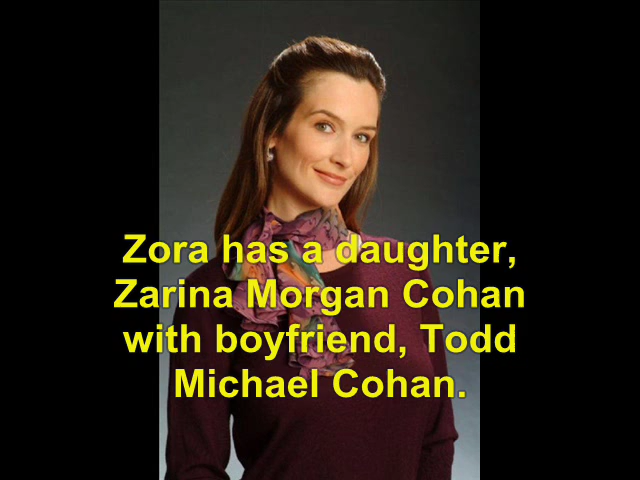 Zora has a daughter,
Zarina Morgan Cohan
with boyfriend, Todd
Michael Cohan.